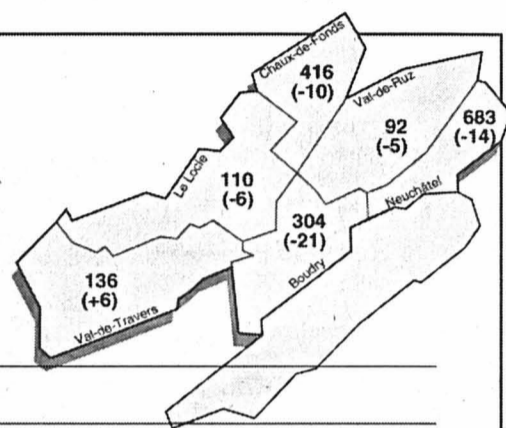 Chaux-de-Fonds
416
(-10)
Val-de-Ruz
92
(-5)
683
(-14)
Neuchâtel
Le Locle
110
(-6)
304
(-21)
Boudry
136
(+6)
Val-de-Travers